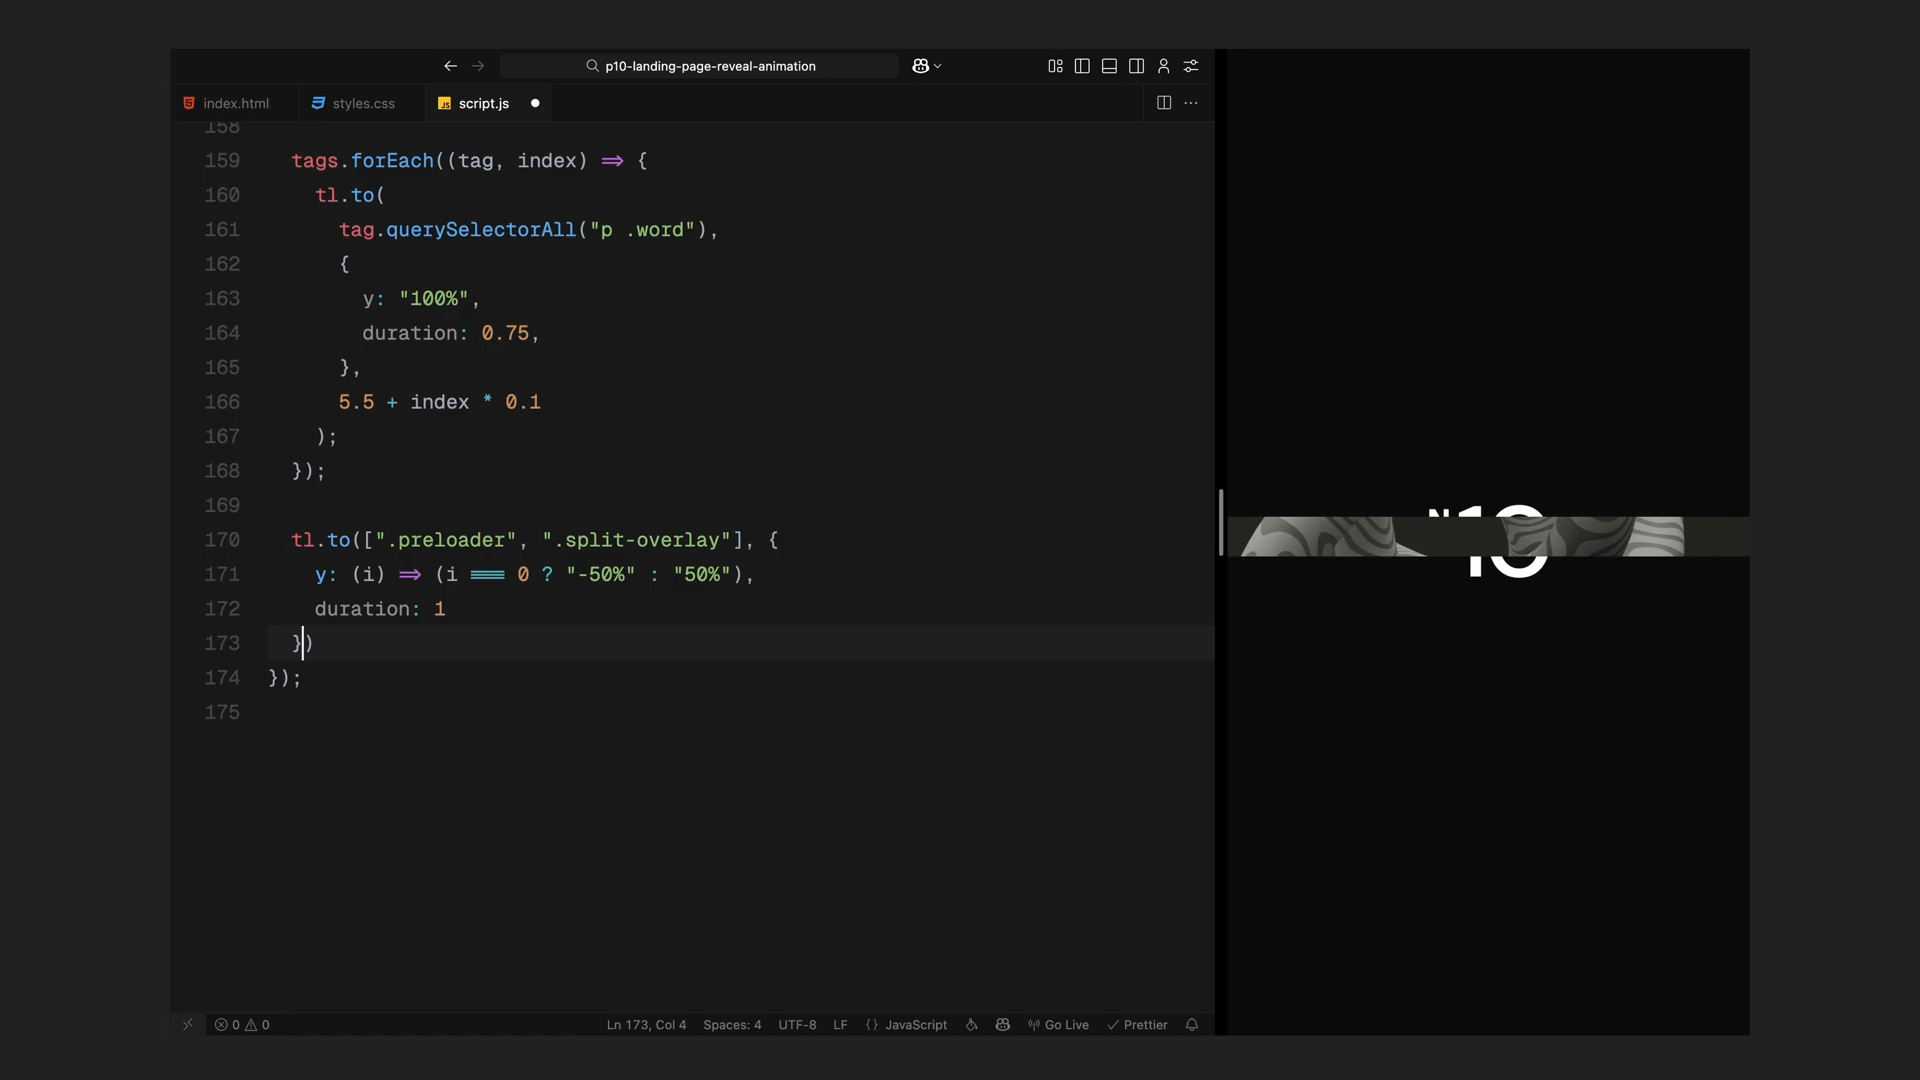 p10-landing-page-reveal-animation
index.html
styles.css
JS script.js
158
159 tags.forEach((tag, index) => {
160 tl.to(
161 tag.querySelectorAll("p .word"),
162 {
163 y: "100%",
164 duration: 0.75,
165 },
166 5.5 + index * 0.1
167 );
168 });
169
170 tl.to([".preloader", ".split-overlay"], {
171 y: (i) => (i === 0 ? "-50%" : "50%"),
172 duration: 1
173 })
174 });
175
N10
10
0 0
Ln 173, Col 4
Spaces: 4
UTF-8
LF
{} JavaScript
Go Live
Prettier